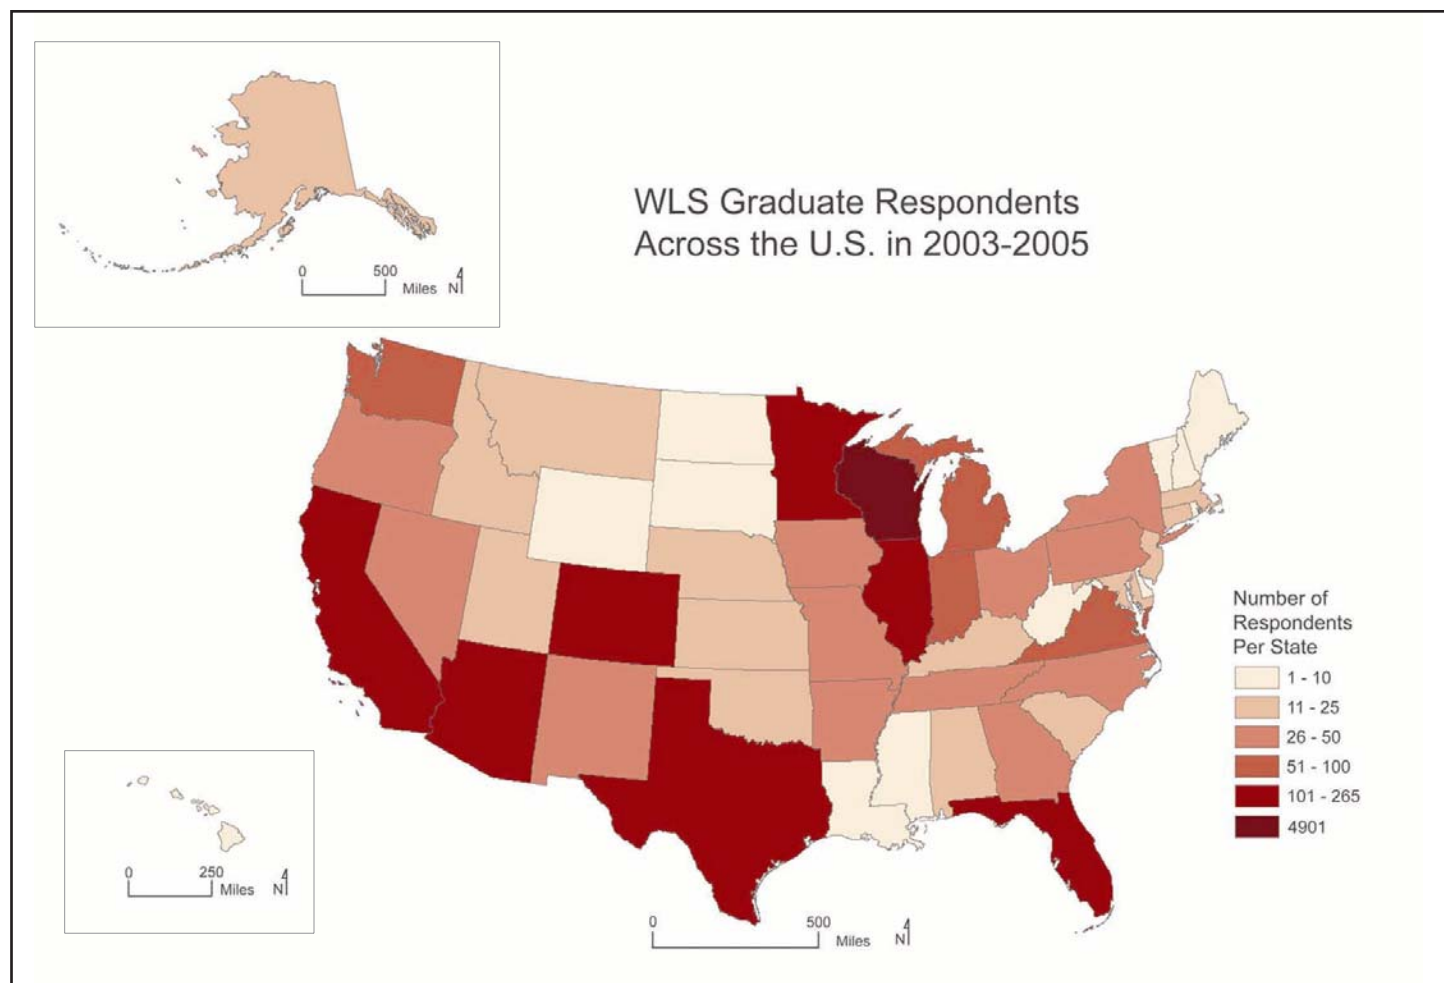 0
500
Miles N
WLS Graduate Respondents
Across the U.S. in 2003-2005
Number of
Respondents
Per State
1 - 10
11 - 25
26 - 50
51 - 100
101 - 265
4901
0
250
Miles N
0
500
Miles N